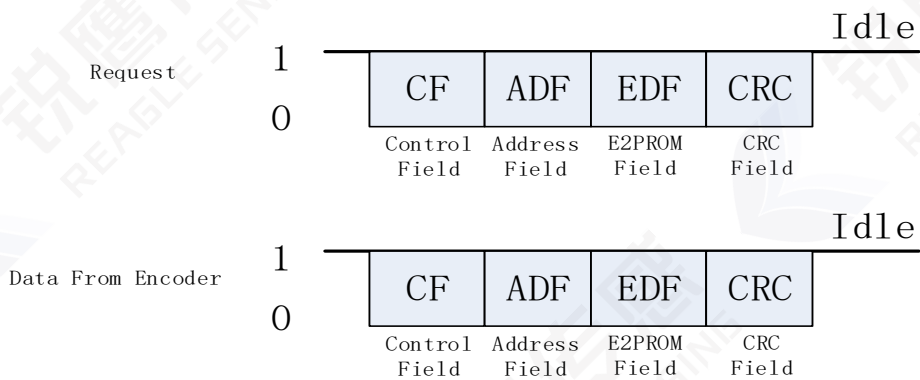 Idle
Request
1
0
CF ADF EDF CRC
Control Field
Address Field
E2PROM Field
CRC Field
Idle
Data From Encoder
1
0
CF ADF EDF CRC
Control Field
Address Field
E2PROM Field
CRC Field